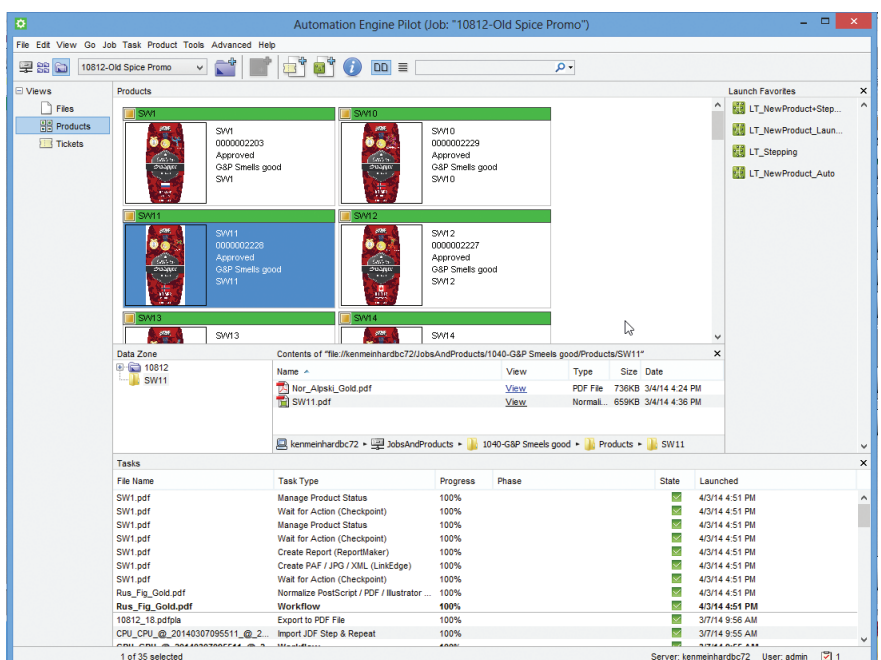 Automation Engine Pilot (Job: "10812-Old Spice Promo")
File Edit View Go Job Task Product Tools Advanced Help
10812-Old Spice Promo
Views
Files
Products
Tickets
Products
SW1
SW1
0000002203
Approved
G&P Smells good
SW1
SW10
SW10
0000002229
Approved
G&P Smells good
SW10
SW11
SW11
0000002228
Approved
G&P Smells good
SW11
SW12
SW12
0000002227
Approved
G&P Smells good
SW12
SW13
SW13
SW14
SW14
Launch Favorites
LT_NewProduct+Step...
LT_NewProduct_Laun...
LT_Stepping
LT_NewProduct_Auto
Data Zone
10812
SW11
Contents of "file://kenmeinhardbc72/JobsAndProducts/1040-G&P Smeels good/Products/SW11"
Name View Type Size Date
Nor_Alpski_Gold.pdf View PDF File 736KB 3/4/14 4:24 PM
SW11.pdf View Normali... 659KB 3/4/14 4:36 PM
kenmeinhardbc72 JobsAndProducts 1040-G&P Smeels good Products SW11
Tasks
File Name Task Type Progress Phase State Launched
SW1.pdf Manage Product Status 100% 4/3/14 4:51 PM
SW1.pdf Wait for Action (Checkpoint) 100% 4/3/14 4:51 PM
SW1.pdf Manage Product Status 100% 4/3/14 4:51 PM
SW1.pdf Wait for Action (Checkpoint) 100% 4/3/14 4:51 PM
SW1.pdf Create Report (ReportMaker) 100% 4/3/14 4:51 PM
SW1.pdf Create PAF / JPG / XML (LinkEdge) 100% 4/3/14 4:51 PM
SW1.pdf Wait for Action (Checkpoint) 100% 4/3/14 4:51 PM
Rus_Fig_Gold.pdf Normalize PostScript / PDF / Illustrator ... 100% 4/3/14 4:51 PM
Rus_Fig_Gold.pdf Workflow 100% 4/3/14 4:51 PM
10812_18.pdfpla Export to PDF File 100% 3/7/14 9:56 AM
CPU_CPU_@_20140307095511_@_2... Import JDF Step & Repeat 100% 3/7/14 9:55 AM
1 of 35 selected
Server: kenmeinhardbc72 User: admin 1